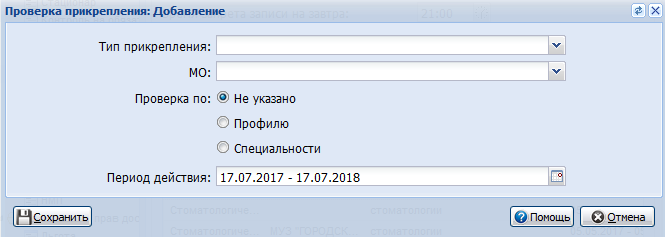 Проверка прикрепления: Добавление
Тип прикрепления:
МО:
Проверка по: Не указано
Профилю
Специальности
Период действия: 17.07.2017 - 17.07.2018
Сохранить Помощь Отмена